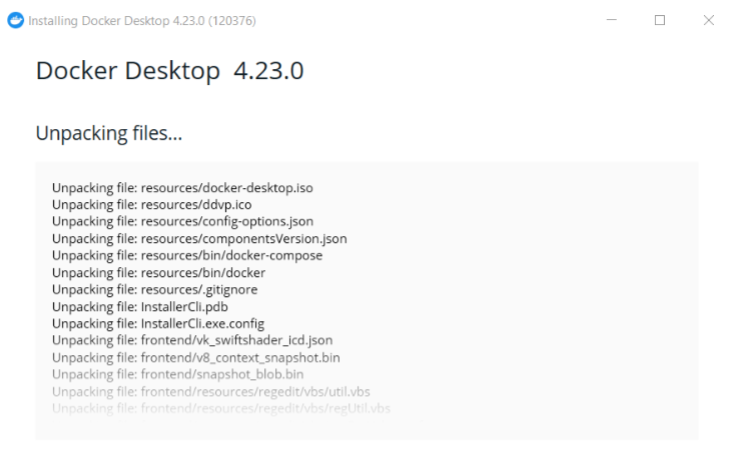 Installing Docker Desktop 4.23.0 (120376)
Docker Desktop 4.23.0
Unpacking files...
Unpacking file: resources/docker-desktop.iso
Unpacking file: resources/ddvp.ico
Unpacking file: resources/config-options.json
Unpacking file: resources/componentsVersion.json
Unpacking file: resources/bin/docker-compose
Unpacking file: resources/bin/docker
Unpacking file: resources/.gitignore
Unpacking file: InstallerCli.pdb
Unpacking file: InstallerCli.exe.config
Unpacking file: frontend/vk_swiftshader_icd.json
Unpacking file: frontend/v8_context_snapshot.bin
Unpacking file: frontend/snapshot_blob.bin
Unpacking file: frontend/resources/regedit/vbs/util.vbs
Unpacking file: frontend/resources/regedit/vbs/regUtil.vbs